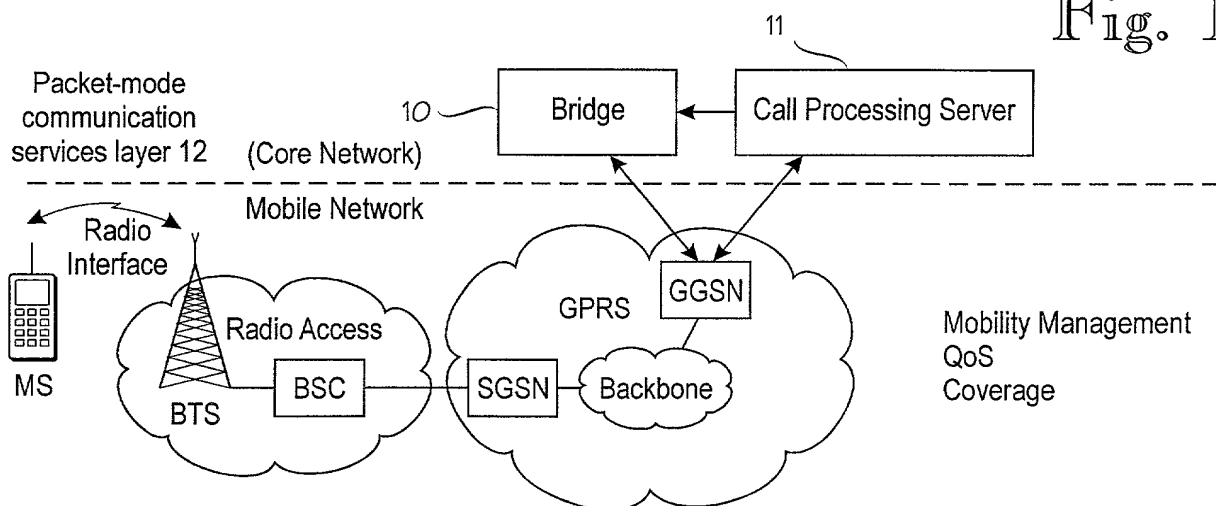 Fig. 1
11
Packet-mode
communication
services layer 12
(Core Network)
10
Bridge
Call Processing Server
Mobile Network
Radio
Interface
MS
BTS
Radio Access
BSC
GPRS
GGSN
SGSN
Backbone
Mobility Management
QoS
Coverage